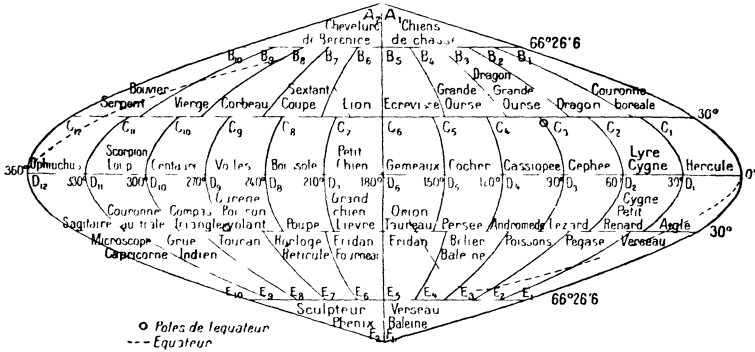 A₂ A₁
Chevelure Chiens
de Berenice de chasse
66°26'6
B₁₀ B₉ B₈ B₇ B₆ B₅ B₄ B₃ B₂ B₁
Dragon
Bouvier Sextant Grande Grande Couronne
Serpent Vierge Corbeau Coupe Lion Ecrevisse Ourse Ourse Dragon boreale 30°
C₁₂ C₁₁ C₁₀ C₉ C₈ C₇ C₆ C₅ C₄ C₃ C₂ C₁
Scorpion Petit Lyre
360° Ophiuchus Loup Centaure Voiles Boussole Chien Gemeaux Cocher Cassiopee Cephee Cygne Hercule 0°
D₁₂ 330° D₁₁ 300° D₁₀ 270° D₉ 240° D₈ 210° D₇ 180° D₆ 150° D₅ 120° D₄ 90° D₃ 60° D₂ 30° D₁
Carene Grand Cygne
Couronne Compas Poisson chien Orion Petit
Sagitaire australe Triangle volant Poupe Lievre Taureau Persee Andromede Lezard Renard Aigle
30°
Microscope Grue Toucan Horloge Eridan Eridan Belier Poissons Pegase Verseau
Capricorne Indien Reticule Fourneau Baleine
E₁₀ E₉ E₈ E₇ E₆ E₅ E₄ E₃ E₂ E₁
66°26'6
Sculpteur Verseau
Phenix Baleine
E₂ E₁
Poles de l'equateur
Equateur